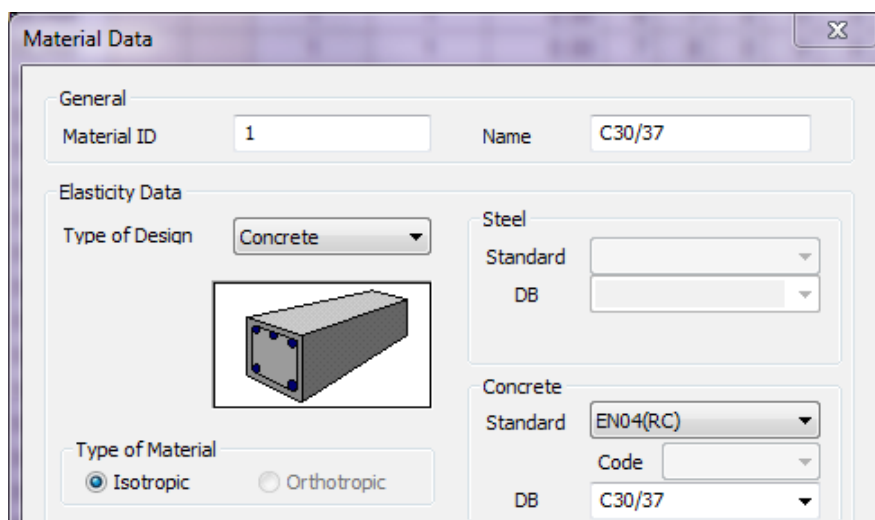 Material Data
General
Material ID 1 Name C30/37
Elasticity Data
Type of Design Concrete
Steel
Standard
DB
Concrete
Standard EN04(RC)
Code
DB C30/37
Type of Material
Isotropic Orthotropic